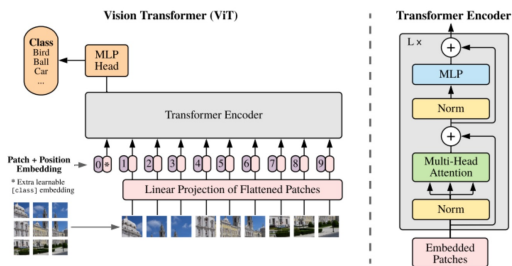 Vision Transformer (ViT)
Class
Bird
Ball
Car
...
MLP
Head
Transformer Encoder
Patch + Position
Embedding
0 * 1 2 3 4 5 6 7 8 9
* Extra learnable
[class] embedding
Linear Projection of Flattened Patches
Transformer Encoder
L x
+
MLP
Norm
+
Multi-Head
Attention
Norm
Embedded
Patches